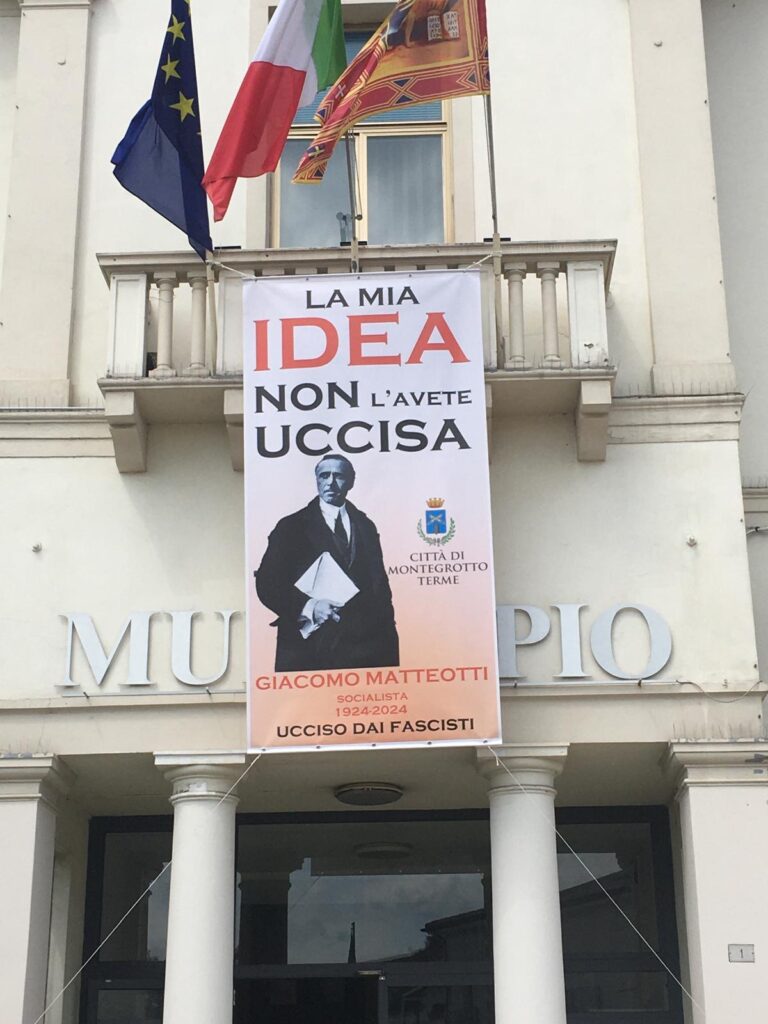 LA MIA
IDEA
NON L'AVETE
UCCISA
CITTÀ DI
MONTEGROTTO
TERME
MU PIO
GIACOMO MATTEOTTI
SOCIALISTA
1924-2024
UCCISO DAI FASCISTI
1